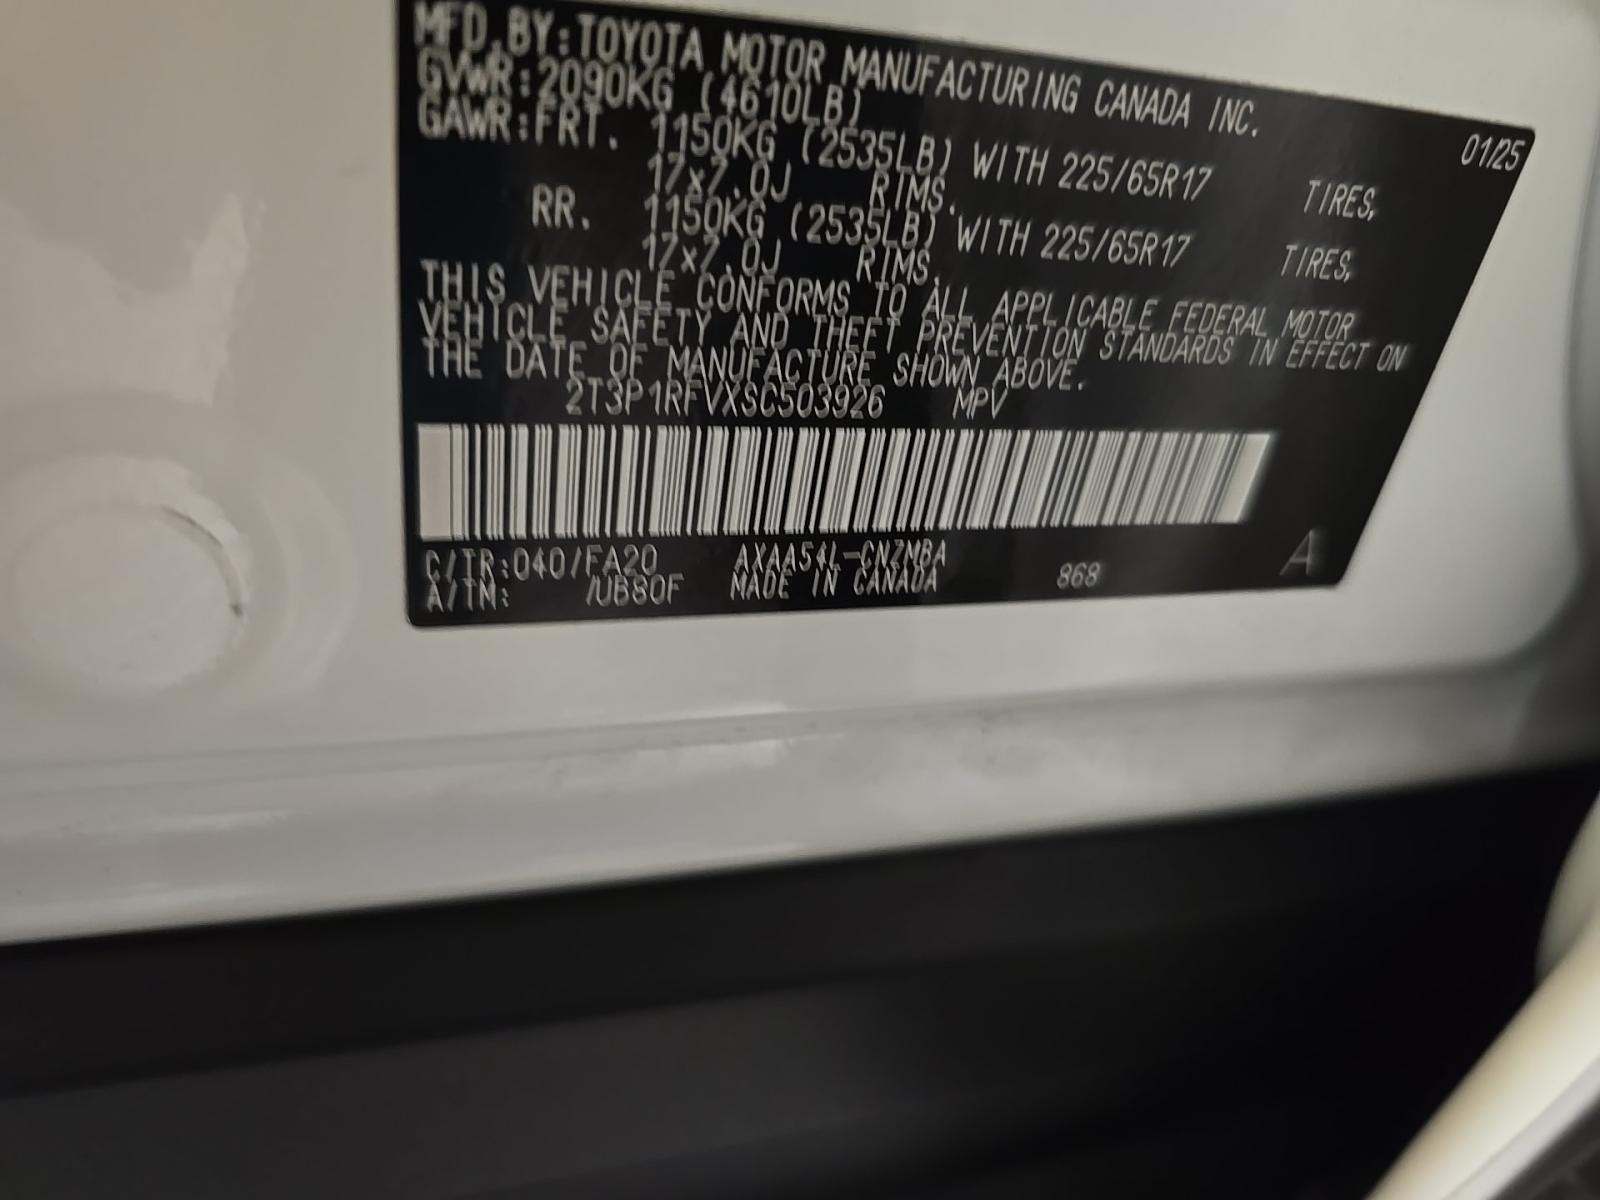 MFD.BY:TOYOTA MOTOR MANUFACTURING CANADA INC. 01/25
GVWR:2090KG (4610LB)
GAWR:FRT. 1150KG (2535LB) WITH 225/65R17 TIRES,
17x7.0J RIMS.
RR. 1150KG (2535LB) WITH 225/65R17 TIRES,
17x7.0J RIMS.
THIS VEHICLE CONFORMS TO ALL APPLICABLE FEDERAL MOTOR
VEHICLE SAFETY AND THEFT PREVENTION STANDARDS IN EFFECT ON
THE DATE OF MANUFACTURE SHOWN ABOVE.
2T3P1RFVXSC503926 MPV
C/TR:040/FA20 AXAA54L-CNZMBA 868 A
A/TM: /UB80F MADE IN CANADA